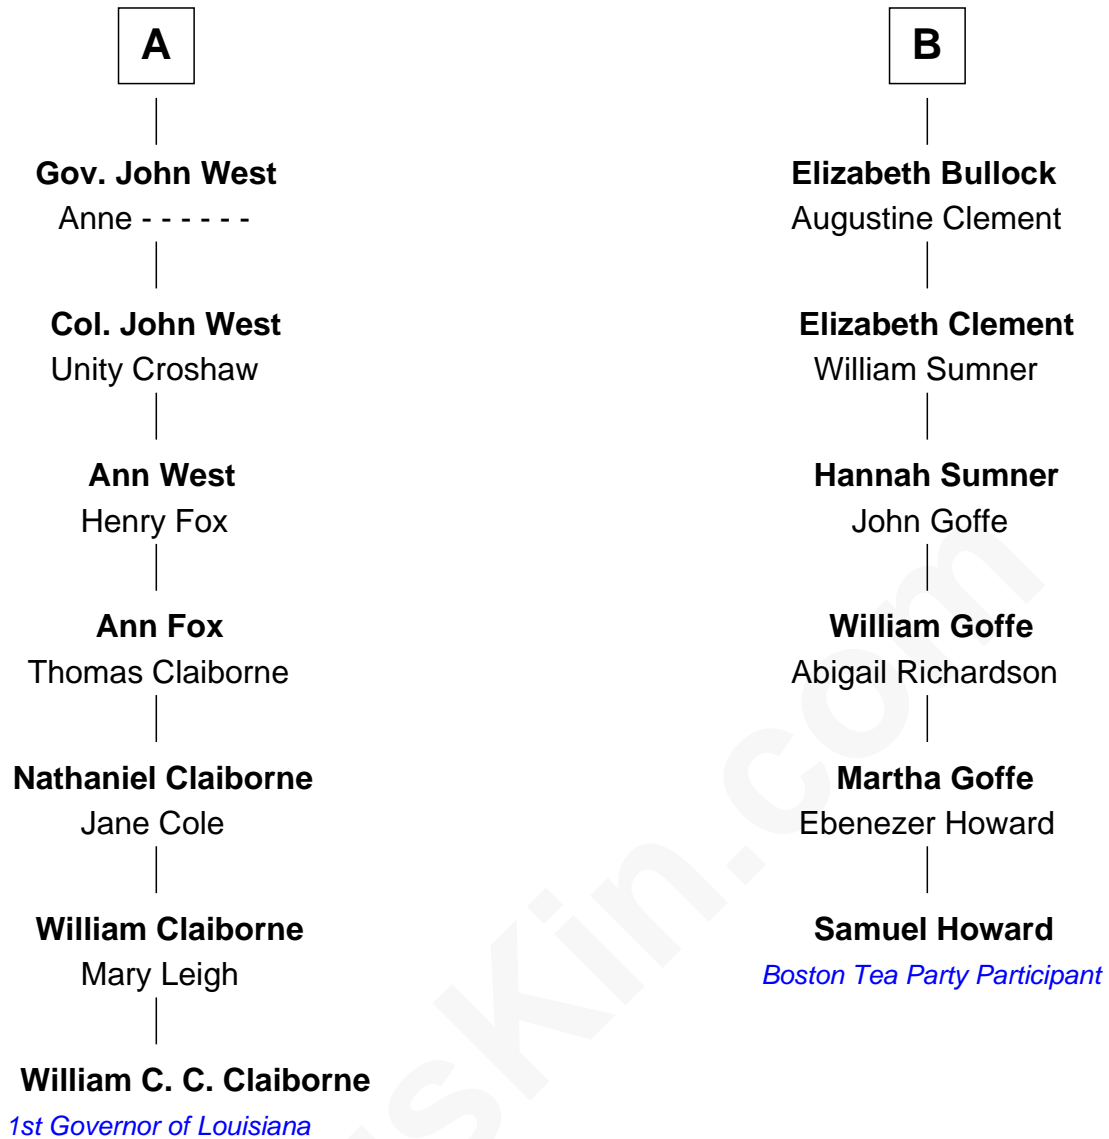 A
Gov. John West
Anne - - - - - -
Col. John West
Unity Croshaw
Ann West
Henry Fox
Ann Fox
Thomas Claiborne
Nathaniel Claiborne
Jane Cole
William Claiborne
Mary Leigh
William C. C. Claiborne
1st Governor of Louisiana
B
Elizabeth Bullock
Augustine Clement
Elizabeth Clement
William Sumner
Hannah Sumner
John Goffe
William Goffe
Abigail Richardson
Martha Goffe
Ebenezer Howard
Samuel Howard
Boston Tea Party Participant